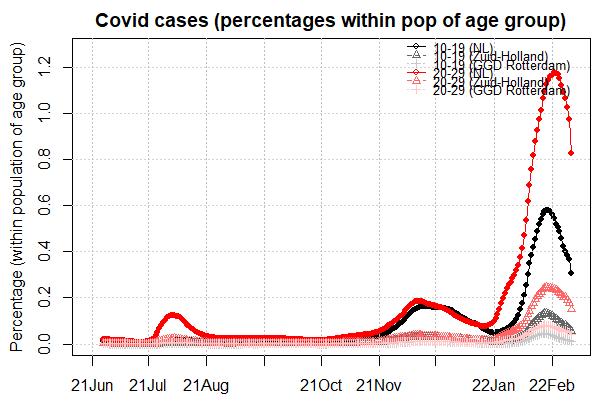 Covid cases (percentages within pop of age group)
10-19 (NL)
10-19 (Zuid-Holland)
10-19 (GGD Rotterdam)
20-29 (NL)
20-29 (Zuid-Holland)
20-29 (GGD Rotterdam)
Percentage (within population of age group)
1.2
1.0
0.8
0.6
0.4
0.2
0.0
21Jun 21Jul 21Aug 21Oct 21Nov 22Jan 22Feb